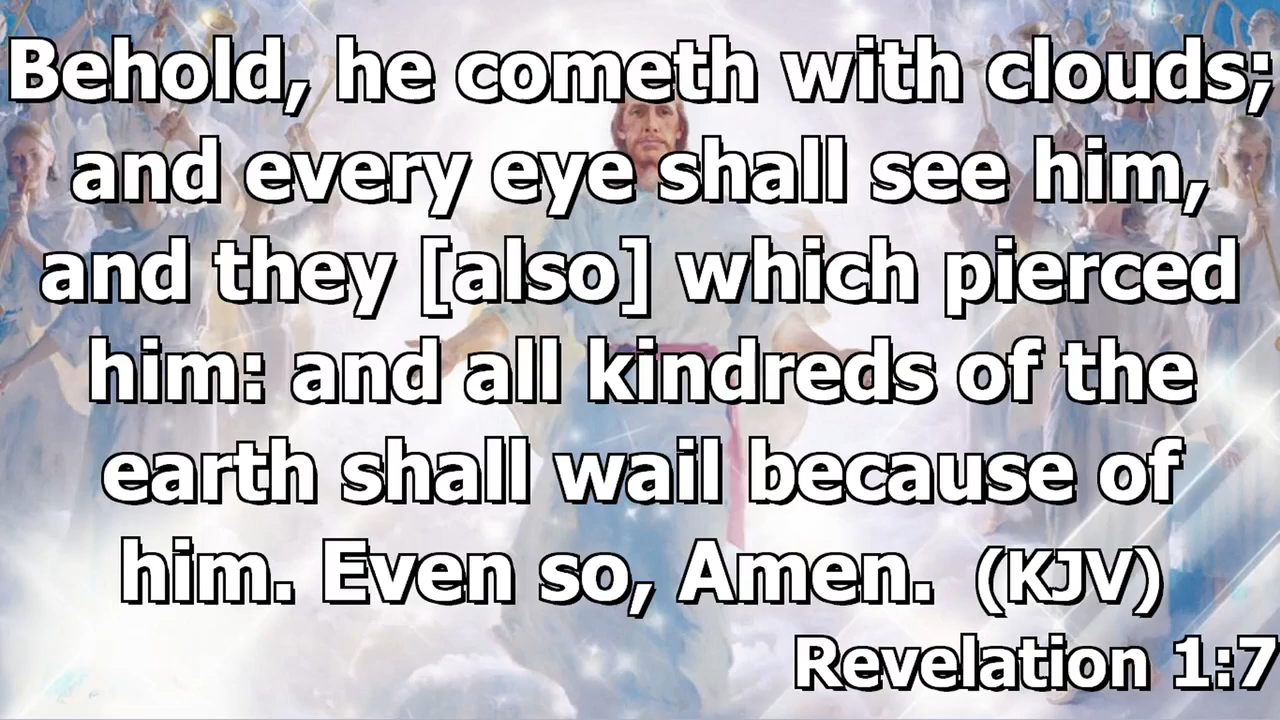 Behold, he cometh with clouds;
and every eye shall see him,
and they [also] which pierced
him: and all kindreds of the
earth shall wail because of
him. Even so, Amen. (KJV)
Revelation 1:7